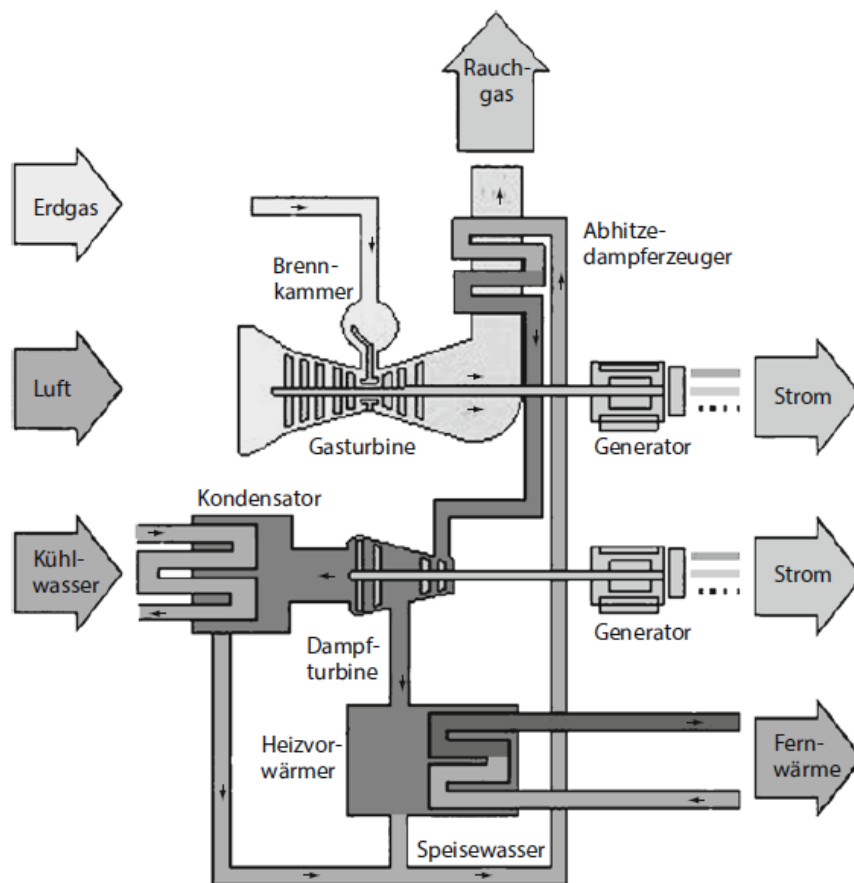 Rauch-
gas
Erdgas
Abhitze-
dampferzeuger
Brenn-
kammer
Luft
Strom
Gasturbine
Generator
Kondensator
Kühl-
wasser
Strom
Generator
Dampf-
turbine
Heizvor-
wärmer
Fern-
wärme
Speisewasser